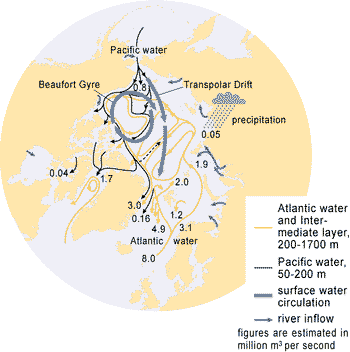 Pacific water
Beaufort Gyre
Transpolar Drift
0.8
precipitation
0.05
0.04
1.7
1.9
2.0
3.0
0.16
1.2
4.9
3.1
Atlantic water
8.0
Atlantic water
and Inter-
mediate layer,
200-1700 m
Pacific water,
50-200 m
surface water
circulation
river inflow
figures are estimated in
million m³ per second